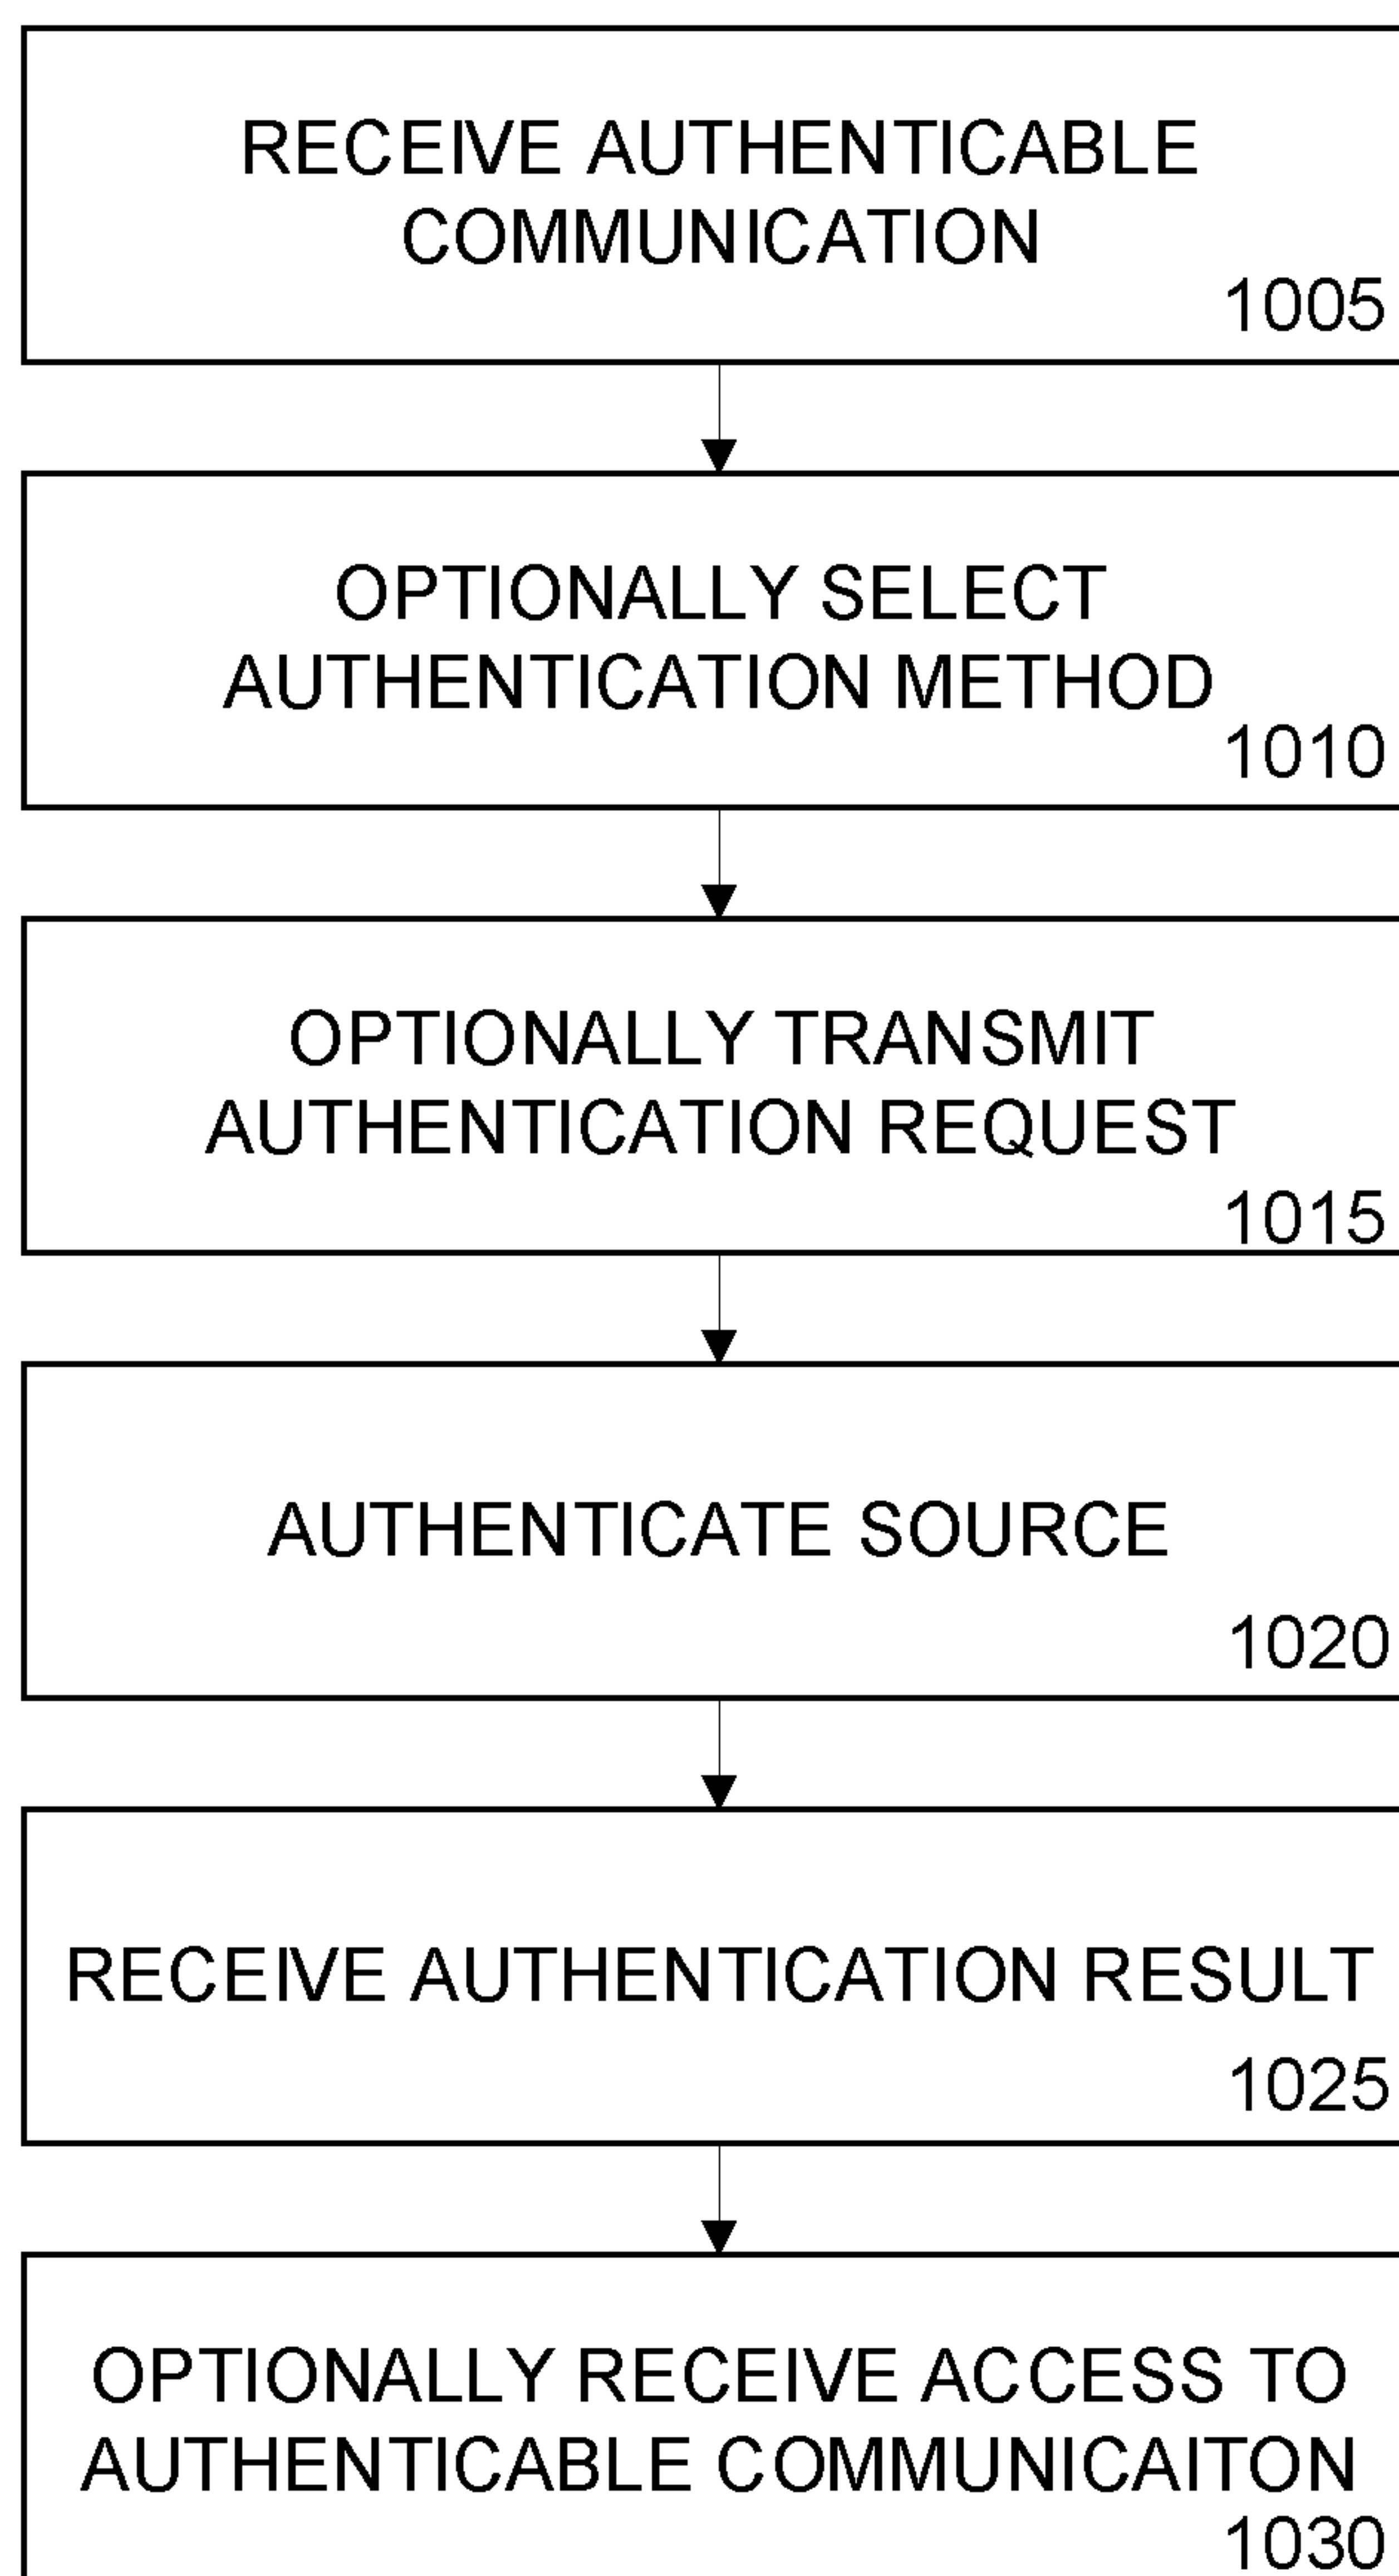 RECEIVE AUTHENTICABLE
COMMUNICATION
1005
OPTIONALLY SELECT
AUTHENTICATION METHOD
1010
OPTIONALLY TRANSMIT
AUTHENTICATION REQUEST
1015
AUTHENTICATE SOURCE
1020
RECEIVE AUTHENTICATION RESULT
1025
OPTIONALLY RECEIVE ACCESS TO
AUTHENTICABLE COMMUNICAITON
1030